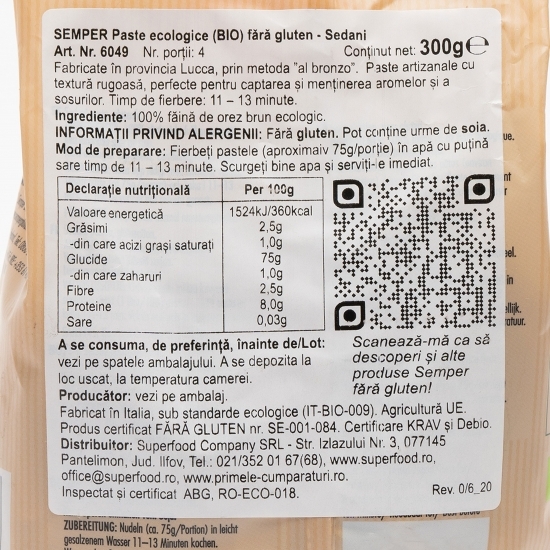 SEMPER Paste ecologice (BIO) fără gluten - Sedani
Art. Nr. 6049 Nr. porții: 4 Conținut net: 300g ℮
Fabricate în provincia Lucca, prin metoda "al bronzo". Paste artizanale cu
textură rugoasă, perfecte pentru captarea și menținerea aromelor și a
sosurilor. Timp de fierbere: 11 – 13 minute.
Ingrediente: 100% făină de orez brun ecologic.
INFORMAȚII PRIVIND ALERGENII: Fără gluten. Pot conține urme de soia.
Mod de preparare: Fierbeți pastele (aproximaiv 75g/porție) în apă cu puțină
sare timp de 11 - 13 minute. Scurgeți bine apa și serviți-le imediat.
Declarație nutrițională Per 100g
Valoare energetică 1524kJ/360kcal
Grăsimi 2,5g
-din care acizi grași saturați 1,0g
Glucide 75g
-din care zaharuri 1,0g
Fibre 2,5g
Proteine 8,0g
Sare 0,03g
Scanează-mă ca să
descoperi și alte
produse Semper
fără gluten!
A se consuma, de preferință, înainte de/Lot:
vezi pe spatele ambalajului. A se depozita la
loc uscat, la temperatura camerei.
Producător: vezi pe ambalaj.
Fabricat în Italia, sub standarde ecologice (IT-BIO-009). Agricultură UE.
Produs certificat FĂRĂ GLUTEN nr. SE-001-084. Certificare KRAV și Debio.
Distribuitor: Superfood Company SRL - Str. Izlazului Nr. 3, 077145
Pantelimon, Jud. Ilfov, Tel.: 021/352 01 67(68), www.superfood.ro,
office@superfood.ro, www.primele-cumparaturi.ro.
Inspectat și certificat ABG, RO-ECO-018. Rev. 0/6_20
ZUBEREITUNG: Nudeln (ca. 75g/Portion) in leicht
gesalzenem Wasser 11–13 Minuten kochen.